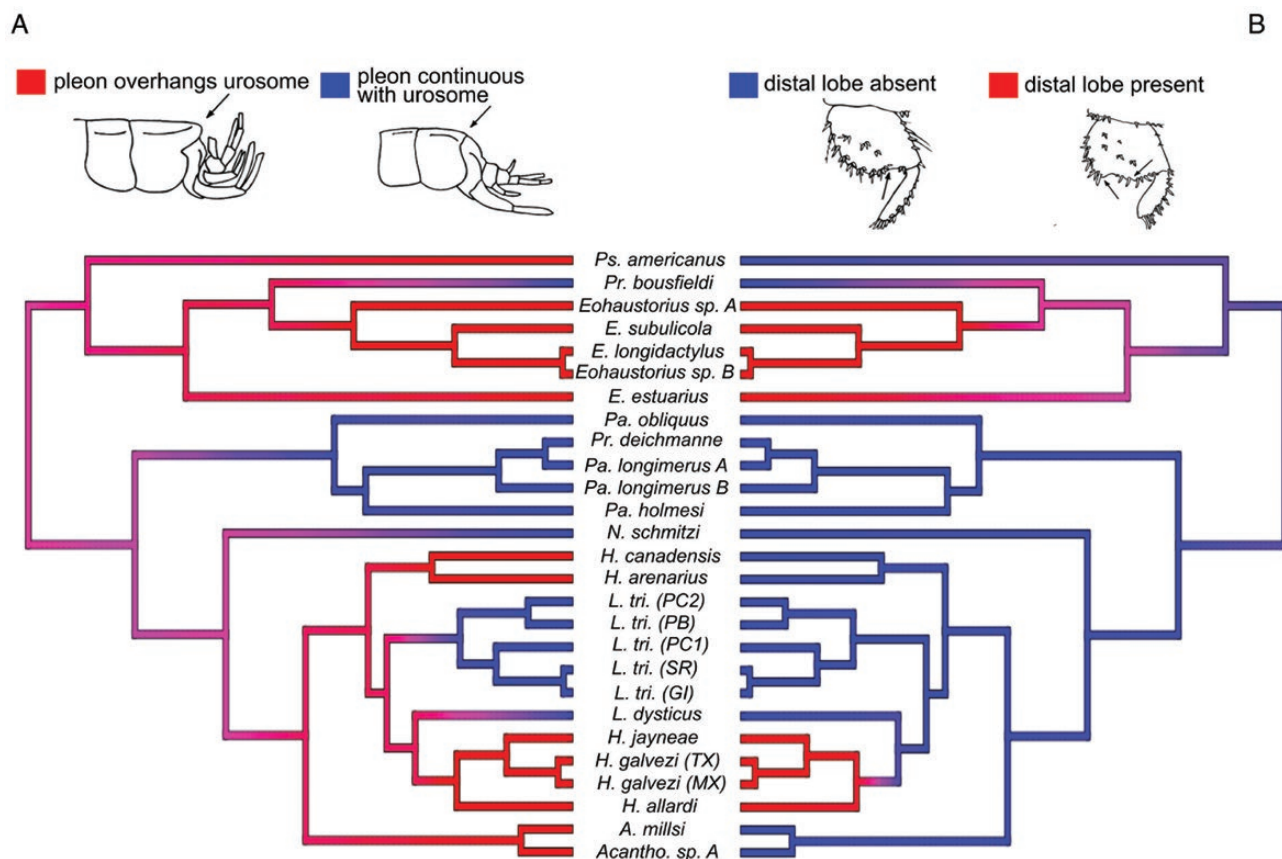 A
B
pleon overhangs urosome
pleon continuous
with urosome
distal lobe absent
distal lobe present
Ps. americanus
Pr. bousfieldi
Eohaustorius sp. A
E. subulicola
E. longidactylus
Eohaustorius sp. B
E. estuarius
Pa. obliquus
Pr. deichmanne
Pa. longimerus A
Pa. longimerus B
Pa. holmesi
N. schmitzi
H. canadensis
H. arenarius
L. tri. (PC2)
L. tri. (PB)
L. tri. (PC1)
L. tri. (SR)
L. tri. (GI)
L. dysticus
H. jayneae
H. galvezi (TX)
H. galvezi (MX)
H. allardi
A. millsi
Acantho. sp. A